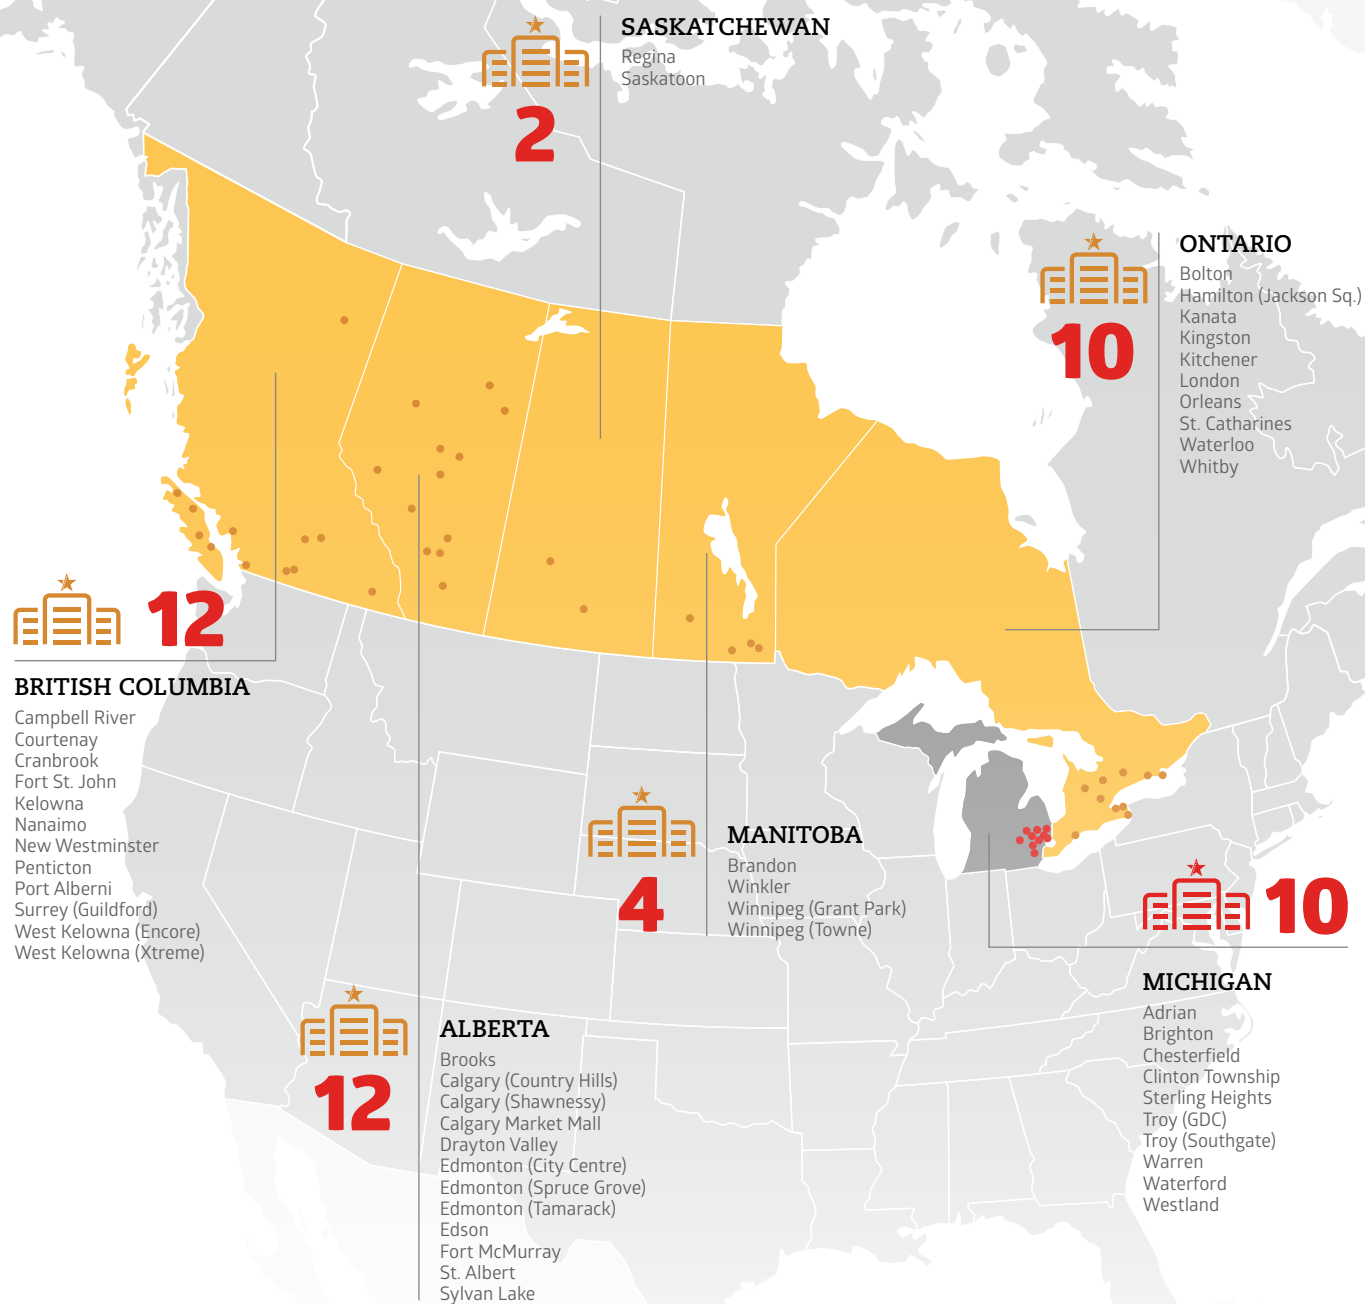 SASKATCHEWAN
Regina
Saskatoon
2
ONTARIO
Bolton
Hamilton (Jackson Sq.)
Kanata
Kingston
Kitchener
London
Orleans
St. Catharines
Waterloo
Whitby
10
12
BRITISH COLUMBIA
Campbell River
Courtenay
Cranbrook
Fort St. John
Kelowna
Nanaimo
New Westminster
Penticton
Port Alberni
Surrey (Guildford)
West Kelowna (Encore)
West Kelowna (Xtreme)
4
MANITOBA
Brandon
Winkler
Winnipeg (Grant Park)
Winnipeg (Towne)
10
MICHIGAN
Adrian
Brighton
Chesterfield
Clinton Township
Sterling Heights
Troy (GDC)
Troy (Southgate)
Warren
Waterford
Westland
12
ALBERTA
Brooks
Calgary (Country Hills)
Calgary (Shawnessy)
Calgary Market Mall
Drayton Valley
Edmonton (City Centre)
Edmonton (Spruce Grove)
Edmonton (Tamarack)
Edson
Fort McMurray
St. Albert
Sylvan Lake